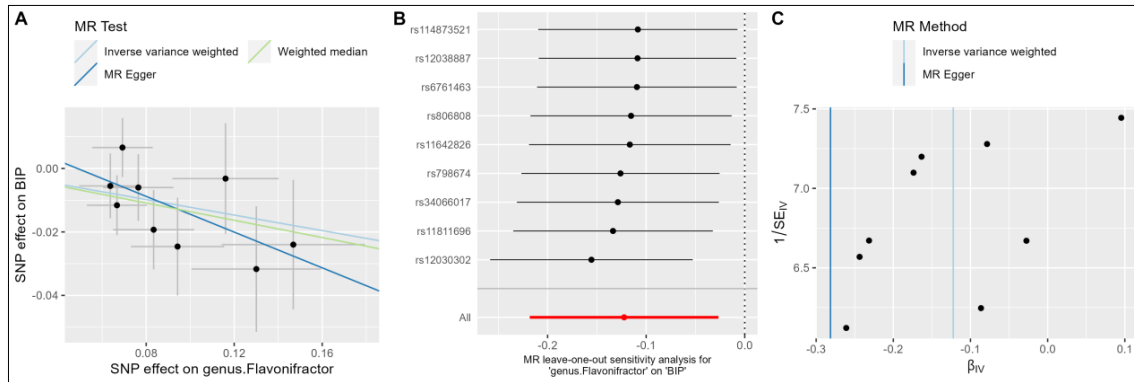 A
MR Test
Inverse variance weighted
Weighted median
MR Egger
SNP effect on BIP
0.00
-0.02
-0.04
0.08
0.12
0.16
SNP effect on genus.Flavonifractor
B
rs114873521
rs12038887
rs6761463
rs806808
rs11642826
rs798674
rs34066017
rs11811696
rs12030302
All
-0.2
-0.1
0.0
MR leave-one-out sensitivity analysis for
'genus.Flavonifractor' on 'BIP'
C
MR Method
Inverse variance weighted
MR Egger
1/SE_IV
7.5
7.0
6.5
-0.3
-0.2
-0.1
0.0
0.1
β_IV